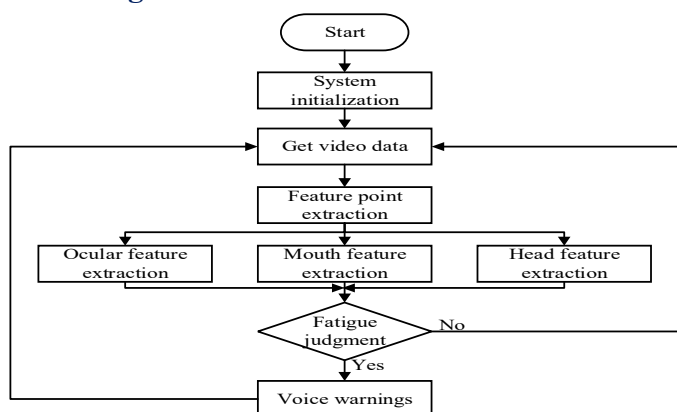 Start
System
initialization
Get video data
Feature point
extraction
Ocular feature
extraction
Mouth feature
extraction
Head feature
extraction
Fatigue
judgment
No
Yes
Voice warnings